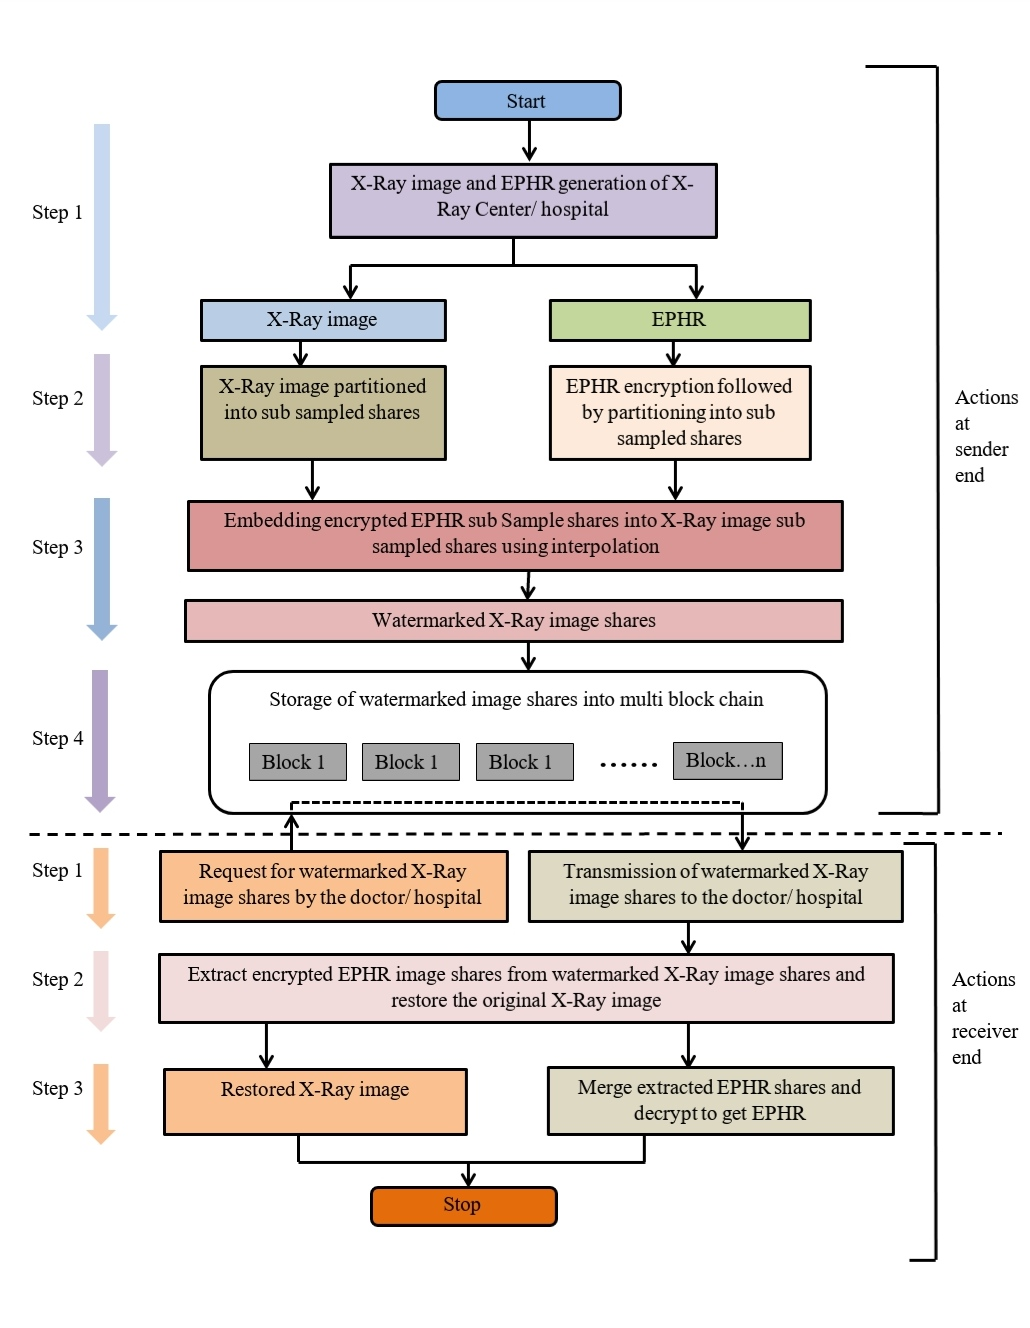 Start
X-Ray image and EPHR generation of X-
Ray Center/ hospital
Step 1
X-Ray image
EPHR
Step 2
X-Ray image partitioned
into sub sampled shares
EPHR encryption followed
by partitioning into sub
sampled shares
Actions
at
sender
end
Step 3
Embedding encrypted EPHR sub Sample shares into X-Ray image sub
sampled shares using interpolation
Watermarked X-Ray image shares
Step 4
Storage of watermarked image shares into multi block chain
Block 1
Block 1
Block 1
......
Block…n
Step 1
Request for watermarked X-Ray
image shares by the doctor/ hospital
Transmission of watermarked X-Ray
image shares to the doctor/ hospital
Step 2
Extract encrypted EPHR image shares from watermarked X-Ray image shares and
restore the original X-Ray image
Actions
at
receiver
end
Step 3
Restored X-Ray image
Merge extracted EPHR shares and
decrypt to get EPHR
Stop